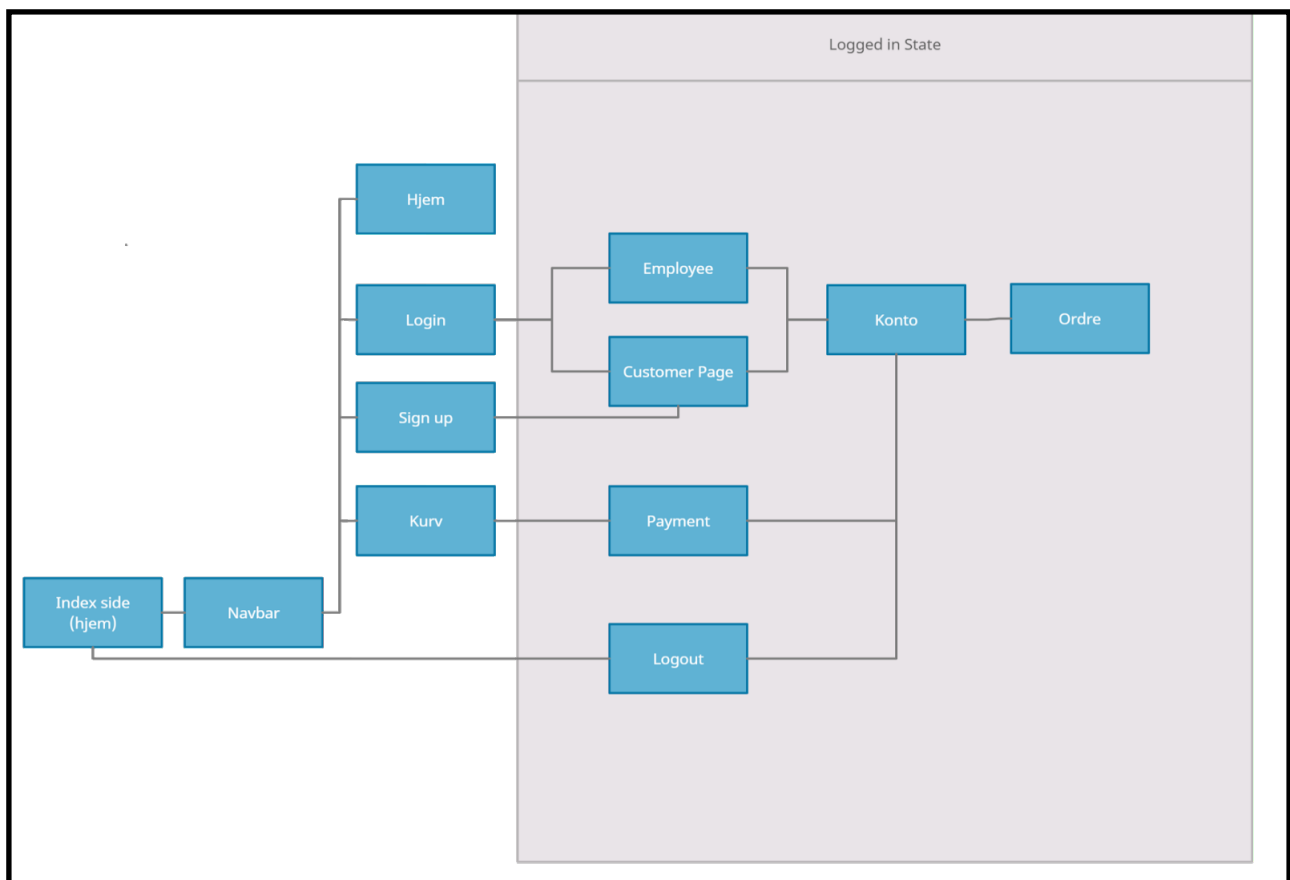 Logged in State
Hjem
Employee
Login
Konto
Ordre
Customer Page
Sign up
Kurv
Payment
Index side
(hjem)
Navbar
Logout